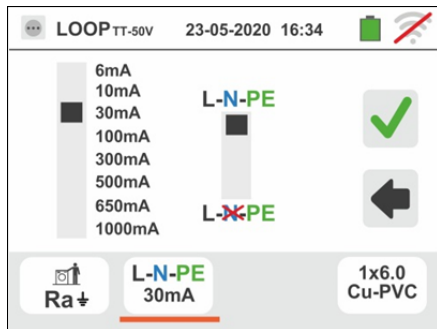 LOOP TT-50V 23-05-2020 16:34
6mA
10mA
30mA
100mA
300mA
500mA
650mA
1000mA
L-N-PE
L-N-PE
Ra
L-N-PE
30mA
1x6.0
Cu-PVC